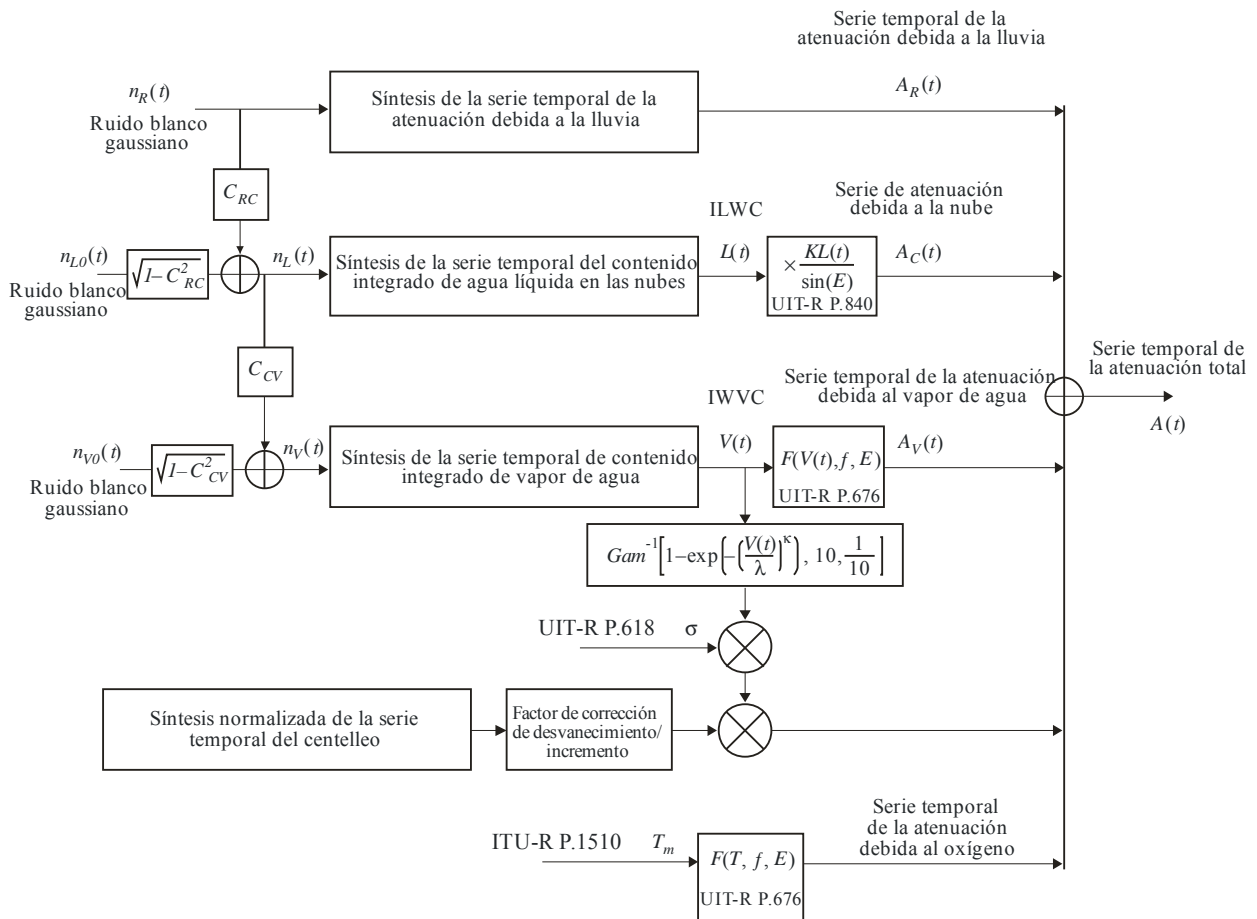 Serie temporal de la
atenuación debida a la lluvia
n_R(t)
Ruido blanco
gaussiano
Síntesis de la serie temporal de la
atenuación debida a la lluvia
A_R(t)
C_RC
Serie de atenuación
debida a la nube
ILWC
n_L0(t)
Ruido blanco
gaussiano
√(1–C²_RC)
n_L(t)
Síntesis de la serie temporal del contenido
integrado de agua líquida en las nubes
L(t)
× KL(t)/sin(E)
UIT-R P.840
A_C(t)
C_CV
Serie temporal de
la atenuación total
A(t)
Serie temporal de la atenuación
debida al vapor de agua
IWVC
n_V0(t)
Ruido blanco
gaussiano
√(1–C²_CV)
n_V(t)
Síntesis de la serie temporal de contenido
integrado de vapor de agua
V(t)
F(V(t), f, E)
UIT-R P.676
A_V(t)
Gam⁻¹[1–exp(–(V(t)/λ)^κ), 10, 1/10]
UIT-R P.618 σ
Síntesis normalizada de la serie
temporal del centelleo
Factor de corrección
de desvanecimiento/
incremento
Serie temporal
de la atenuación
debida al oxígeno
ITU-R P.1510 T_m
F(T, f, E)
UIT-R P.676